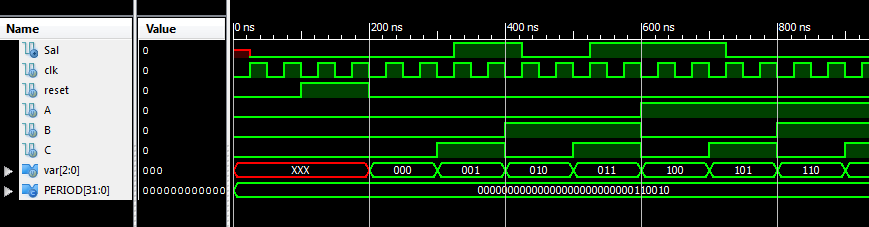 Name Value 0 ns 200 ns 400 ns 600 ns 800 ns
Sal 0
clk 0
reset 0
A 0
B 0
C 0
var[2:0] 000 XXX 000 001 010 011 100 101 110
PERIOD[31:0] 0000000000000 00000000000000000000000000110010